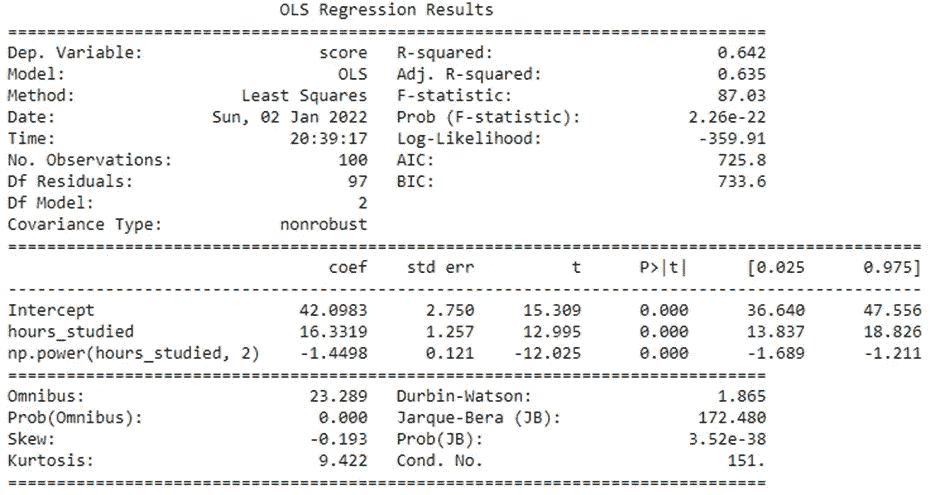 OLS Regression Results
==============================================================================
Dep. Variable:                  score   R-squared:                       0.642
Model:                            OLS   Adj. R-squared:                  0.635
Method:                 Least Squares   F-statistic:                     87.03
Date:                Sun, 02 Jan 2022   Prob (F-statistic):           2.26e-22
Time:                        20:39:17   Log-Likelihood:                -359.91
No. Observations:                 100   AIC:                             725.8
Df Residuals:                      97   BIC:                             733.6
Df Model:                           2
Covariance Type:            nonrobust
==============================================================================================
coef    std err          t      P>|t|      [0.025      0.975]
----------------------------------------------------------------------------------------------
Intercept                     42.0983      2.750     15.309      0.000      36.640      47.556
hours_studied                 16.3319      1.257     12.995      0.000      13.837      18.826
np.power(hours_studied, 2)    -1.4498      0.121    -12.025      0.000      -1.689      -1.211
==============================================================================
Omnibus:                       23.289   Durbin-Watson:                   1.865
Prob(Omnibus):                  0.000   Jarque-Bera (JB):              172.480
Skew:                          -0.193   Prob(JB):                     3.52e-38
Kurtosis:                       9.422   Cond. No.                         151.
==============================================================================